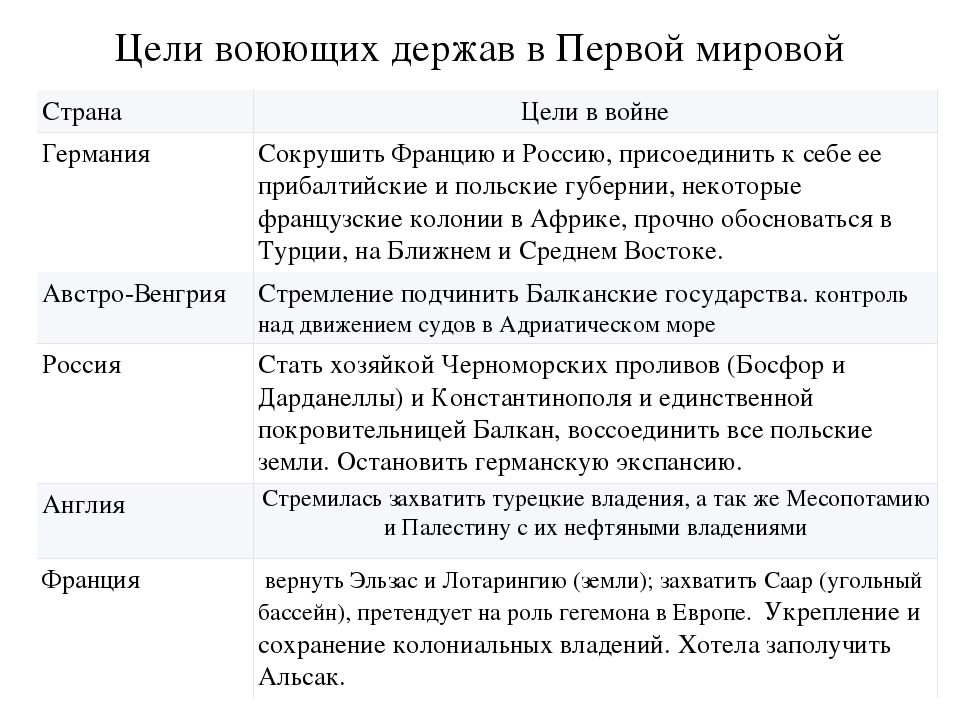 Цели воюющих держав в Первой мировой
Страна
Цели в войне
Германия
Сокрушить Францию и Россию, присоединить к себе ее
прибалтийские и польские губернии, некоторые
французские колонии в Африке, прочно обосноваться в
Турции, на Ближнем и Среднем Востоке.
Австро-Венгрия
Стремление подчинить Балканские государства. контроль
над движением судов в Адриатическом море
Россия
Стать хозяйкой Черноморских проливов (Босфор и
Дарданеллы) и Константинополя и единственной
покровительницей Балкан, воссоединить все польские
земли. Остановить германскую экспансию.
Англия
Стремилась захватить турецкие владения, а так же Месопотамию
и Палестину с их нефтяными владениями
Франция
вернуть Эльзас и Лотарингию (земли); захватить Саар (угольный
бассейн), претендует на роль гегемона в Европе. Укрепление и
сохранение колониальных владений. Хотела заполучить
Альсак.